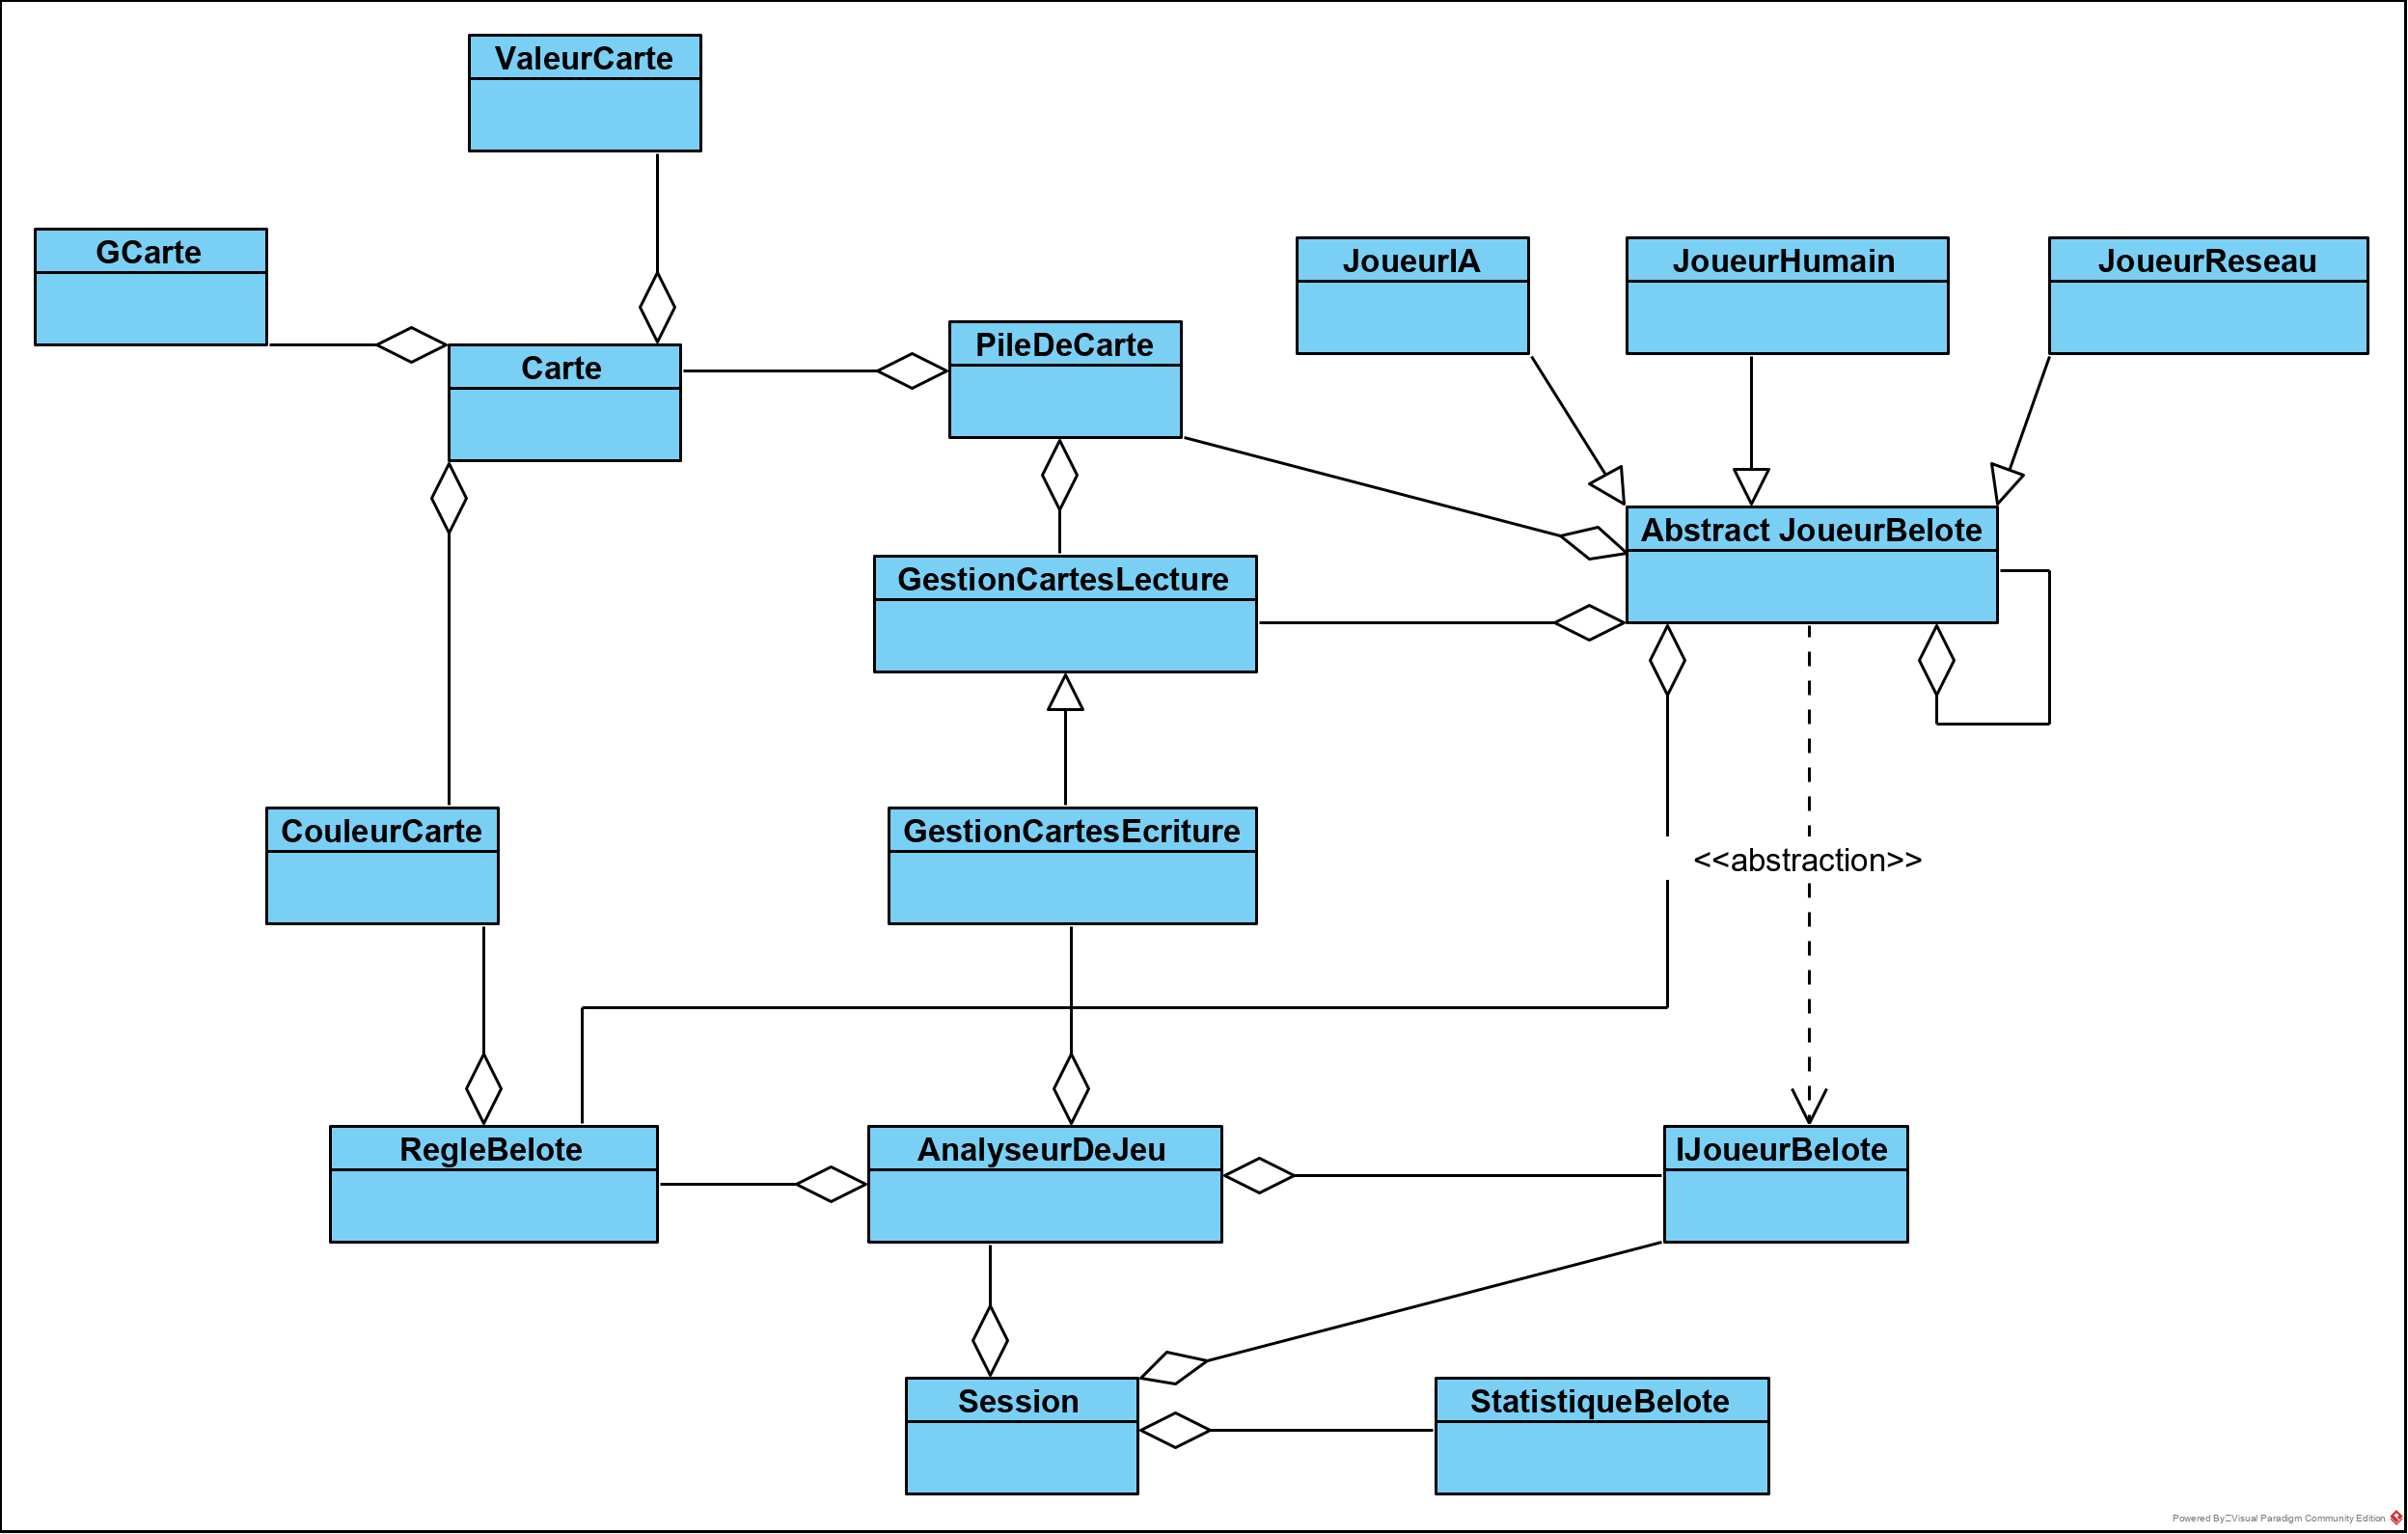 ValeurCarte
GCarte
JoueurIA
JoueurHumain
JoueurReseau
PileDeCarte
Carte
Abstract JoueurBelote
GestionCartesLecture
CouleurCarte
GestionCartesEcriture
<<abstraction>>
RegleBelote
AnalyseurDeJeu
IJoueurBelote
Session
StatistiqueBelote
Powered By Visual Paradigm Community Edition